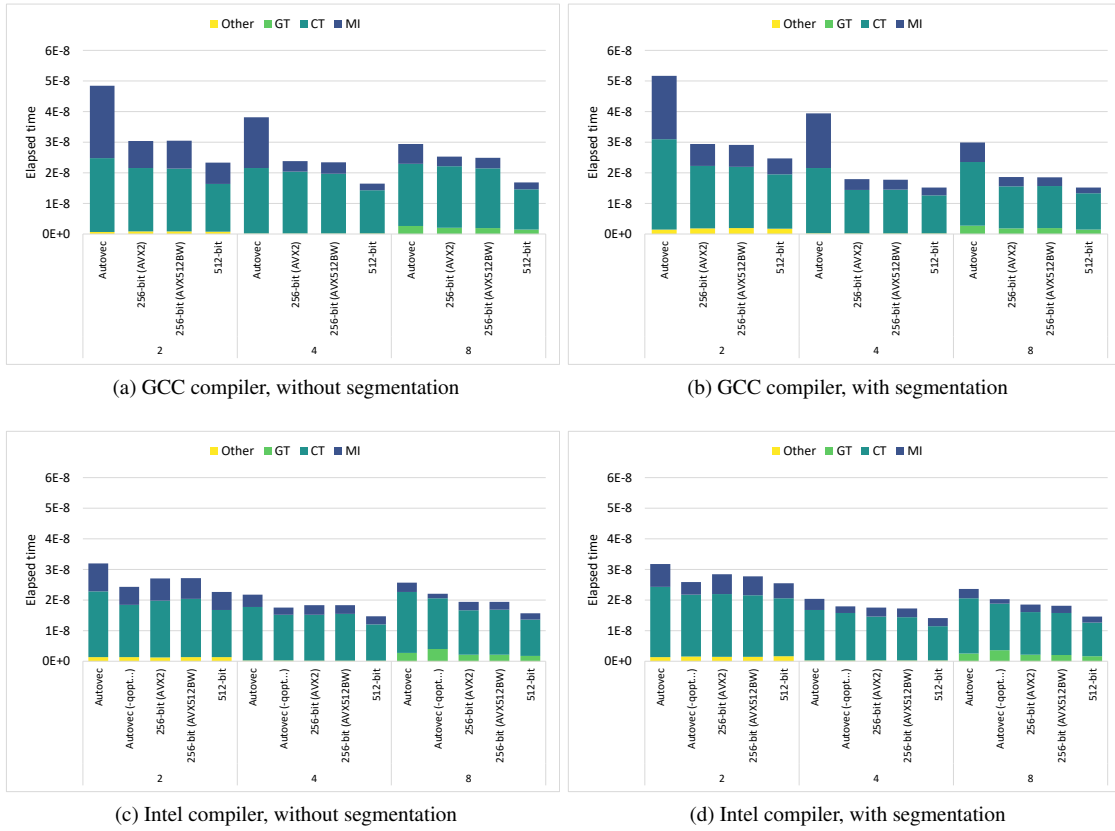 Other GT CT MI
6E-8
5E-8
4E-8
3E-8
2E-8
1E-8
0E+0
Elapsed time
Autovec
256-bit (AVX2)
256-bit (AVX512BW)
512-bit
Autovec
256-bit (AVX2)
256-bit (AVX512BW)
512-bit
Autovec
256-bit (AVX2)
256-bit (AVX512BW)
512-bit
2 4 8
(a) GCC compiler, without segmentation
Other GT CT MI
6E-8
5E-8
4E-8
3E-8
2E-8
1E-8
0E+0
Elapsed time
Autovec
256-bit (AVX2)
256-bit (AVX512BW)
512-bit
Autovec
256-bit (AVX2)
256-bit (AVX512BW)
512-bit
Autovec
256-bit (AVX2)
256-bit (AVX512BW)
512-bit
2 4 8
(b) GCC compiler, with segmentation
Other GT CT MI
6E-8
5E-8
4E-8
3E-8
2E-8
1E-8
0E+0
Elapsed time
Autovec
Autovec (-qopt...)
256-bit (AVX2)
256-bit (AVX512BW)
512-bit
Autovec
Autovec (-qopt...)
256-bit (AVX2)
256-bit (AVX512BW)
512-bit
Autovec
Autovec (-qopt...)
256-bit (AVX2)
256-bit (AVX512BW)
512-bit
2 4 8
(c) Intel compiler, without segmentation
Other GT CT MI
6E-8
5E-8
4E-8
3E-8
2E-8
1E-8
0E+0
Elapsed time
Autovec
Autovec (-qopt...)
256-bit (AVX2)
256-bit (AVX512BW)
512-bit
Autovec
Autovec (-qopt...)
256-bit (AVX2)
256-bit (AVX512BW)
512-bit
Autovec
Autovec (-qopt...)
256-bit (AVX2)
256-bit (AVX512BW)
512-bit
2 4 8
(d) Intel compiler, with segmentation